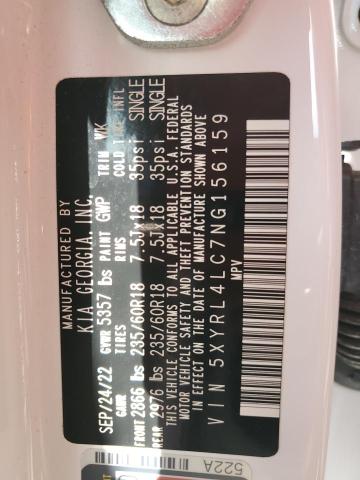 MANUFACTURED BY
KIA GEORGIA, INC.
SEP/24/22 GVWR 5357 lbs PAINT GWP TRIM VIK
GAWR TIRES RIMS COLD INFL
FRONT 2866 lbs 235/60R18 7.5Jx18 35psi SINGLE
REAR 2976 lbs 235/60R18 7.5Jx18 35psi SINGLE
THIS VEHICLE CONFORMS TO ALL APPLICABLE U.S.A. FEDERAL
MOTOR VEHICLE SAFETY AND THEFT PREVENTION STANDARDS
IN EFFECT ON THE DATE OF MANUFACTURE SHOWN ABOVE
VIN 5XYRL4LC7NG156159
MPV
522A